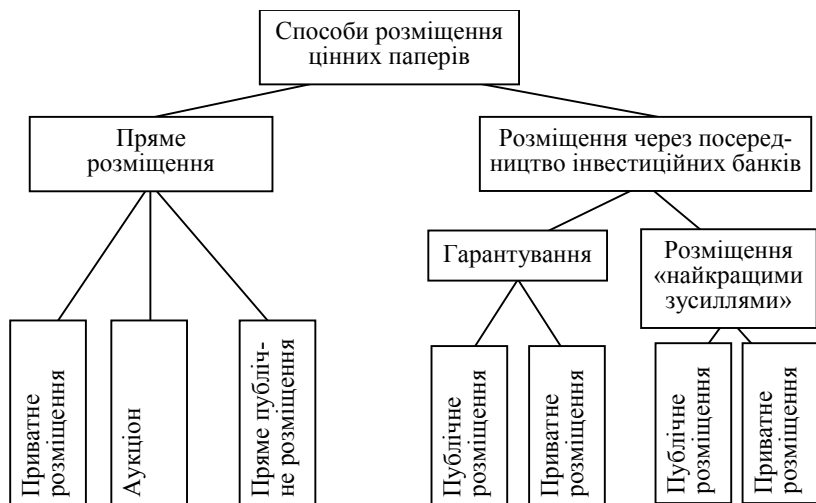 Способи розміщення
цінних паперів
Пряме
розміщення
Розміщення через посеред-
ництво інвестиційних банків
Гарантування
Розміщення
«найкращими
зусиллями»
Приватне
розміщення
Аукціон
Пряме публіч-
не розміщення
Публічне
розміщення
Приватне
розміщення
Публічне
розміщення
Приватне
розміщення